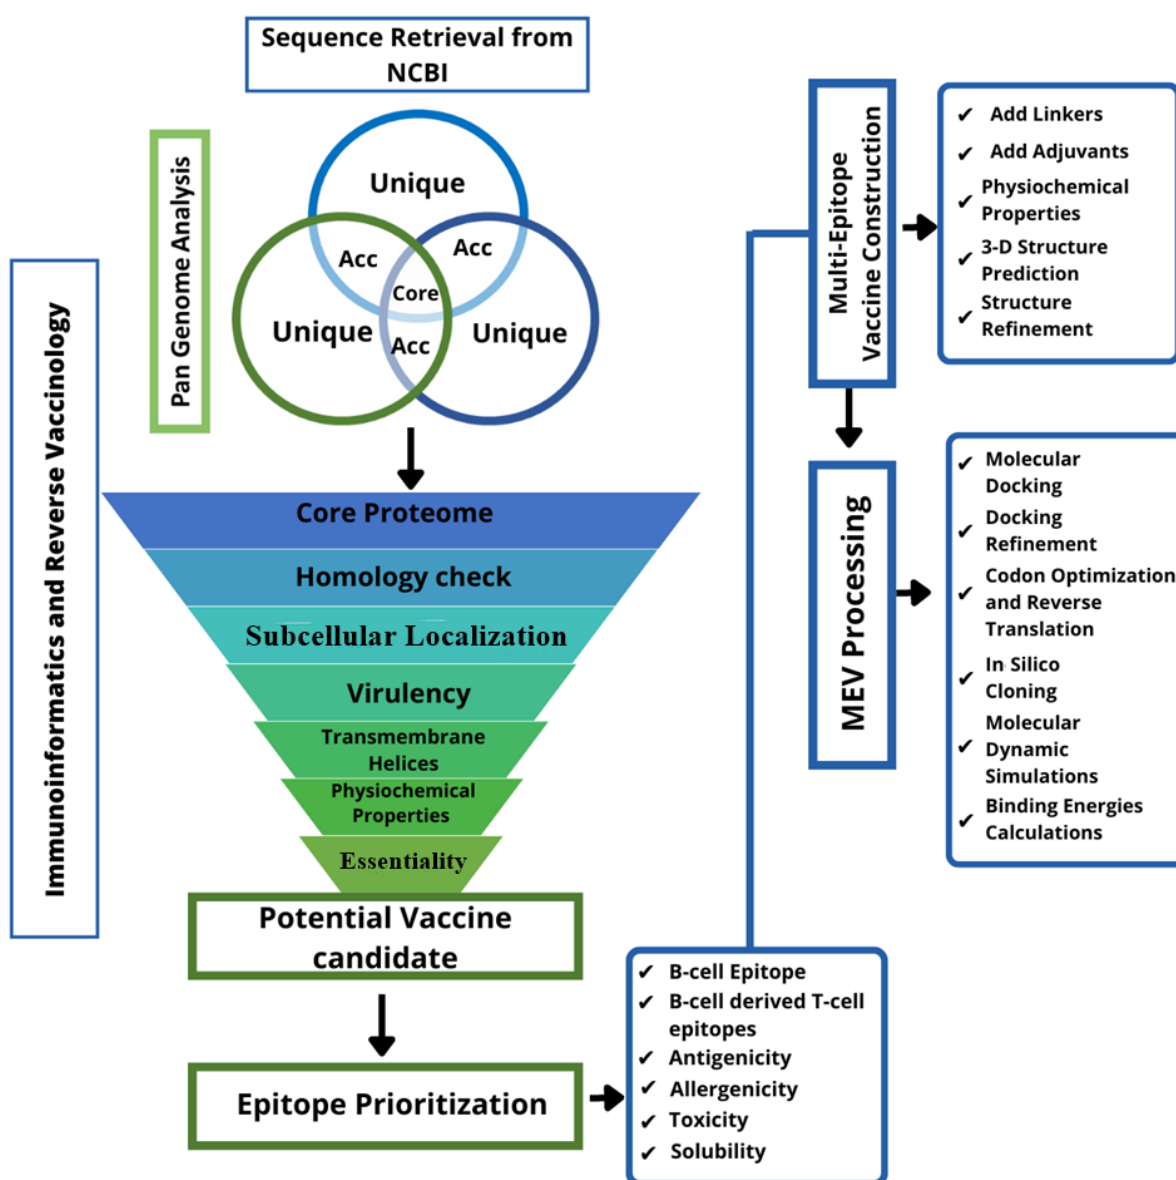 Sequence Retrieval from
NCBI
Pan Genome Analysis
Unique
Acc
Acc
Core
Unique
Unique
Acc
Immunoinformatics and Reverse Vaccinology
Core Proteome
Homology check
Subcellular Localization
Virulency
Transmembrane
Helices
Physiochemical
Properties
Essentiality
Potential Vaccine
candidate
Epitope Prioritization
✔ B-cell Epitope
✔ B-cell derived T-cell
epitopes
✔ Antigenicity
✔ Allergenicity
✔ Toxicity
✔ Solubility
Multi-Epitope
Vaccine Construction
✔ Add Linkers
✔ Add Adjuvants
✔ Physiochemical
Properties
✔ 3-D Structure
Prediction
✔ Structure
Refinement
MEV Processing
✔ Molecular
Docking
✔ Docking
Refinement
✔ Codon Optimization
and Reverse
Translation
✔ In Silico
Cloning
✔ Molecular
Dynamic
Simulations
✔ Binding Energies
Calculations